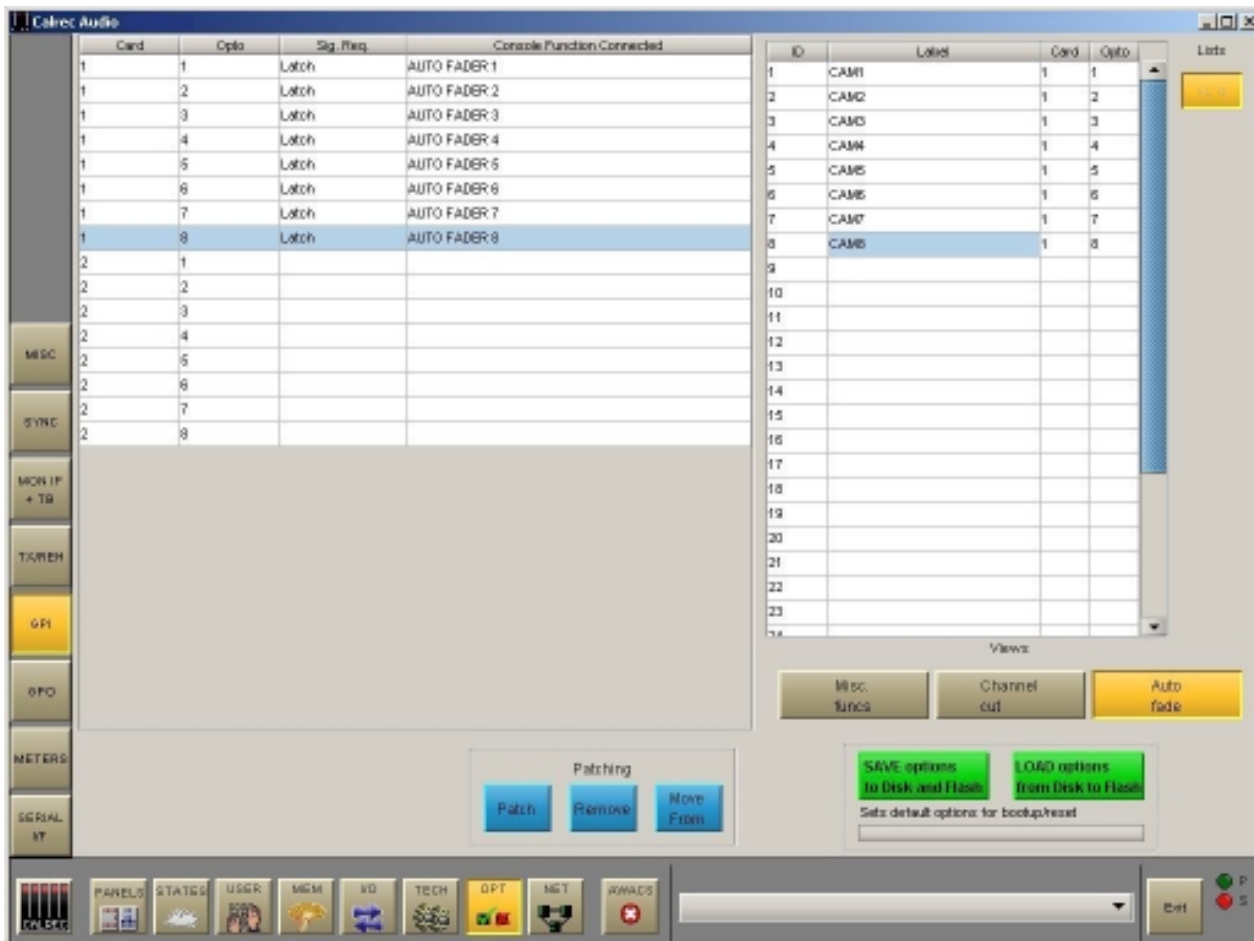 Calrec Audio
Card Opto Sig. Req. Console Function Connected
1 1 Latch AUTO FADER 1
1 2 Latch AUTO FADER 2
1 3 Latch AUTO FADER 3
1 4 Latch AUTO FADER 4
1 5 Latch AUTO FADER 5
1 6 Latch AUTO FADER 6
1 7 Latch AUTO FADER 7
1 8 Latch AUTO FADER 8
2 1
2 2
2 3
2 4
2 5
2 6
2 7
2 8
ID Label Card Opto
1 CAM1 1 1
2 CAM2 1 2
3 CAM3 1 3
4 CAM4 1 4
5 CAM5 1 5
6 CAM6 1 6
7 CAM7 1 7
8 CAM8 1 8
9
10
11
12
13
14
15
16
17
18
19
20
21
22
23
24
Lists
Views
Misc. funcs
Channel cut
Auto fade
MISC
SYNC
MON IP + TB
TX/REH
GPI
GPO
METERS
SERIAL I/F
Patching
Patch
Remove
Move From
SAVE options to Disk and Flash
LOAD options from Disk to Flash
Sets default options for bootup/reset
CALREC
PANELS
STATES
USER
MEM
I/O
TECH
OPT
NET
AWACS
Exit
P
S